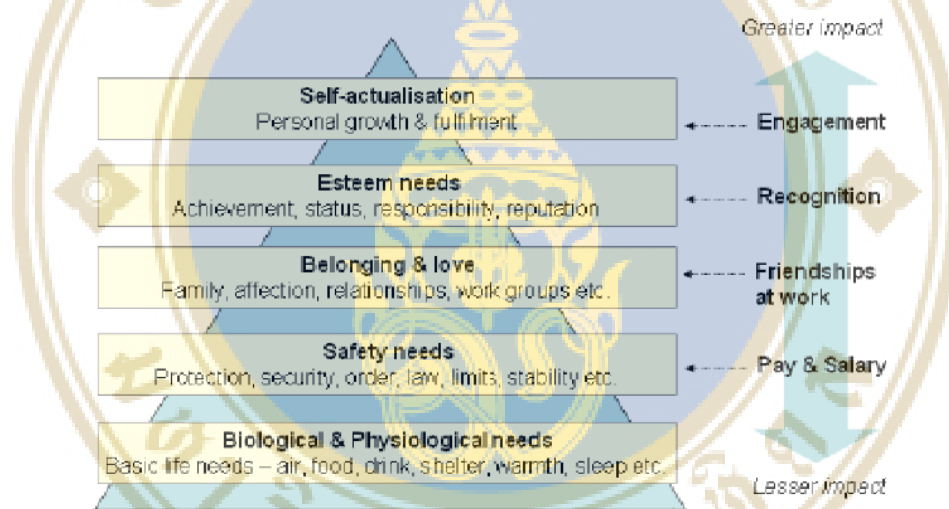 Greater impact
Self-actualisation
Personal growth & fulfilment
Engagement
Esteem needs
Achievement, status, responsibility, reputation
Recognition
Belonging & love
Family, affection, relationships, work groups etc.
Friendships
at work
Safety needs
Protection, security, order, law, limits, stability etc.
Pay & Salary
Biological & Physiological needs
Basic life needs – air, food, drink, shelter, warmth, sleep etc.
Lesser impact